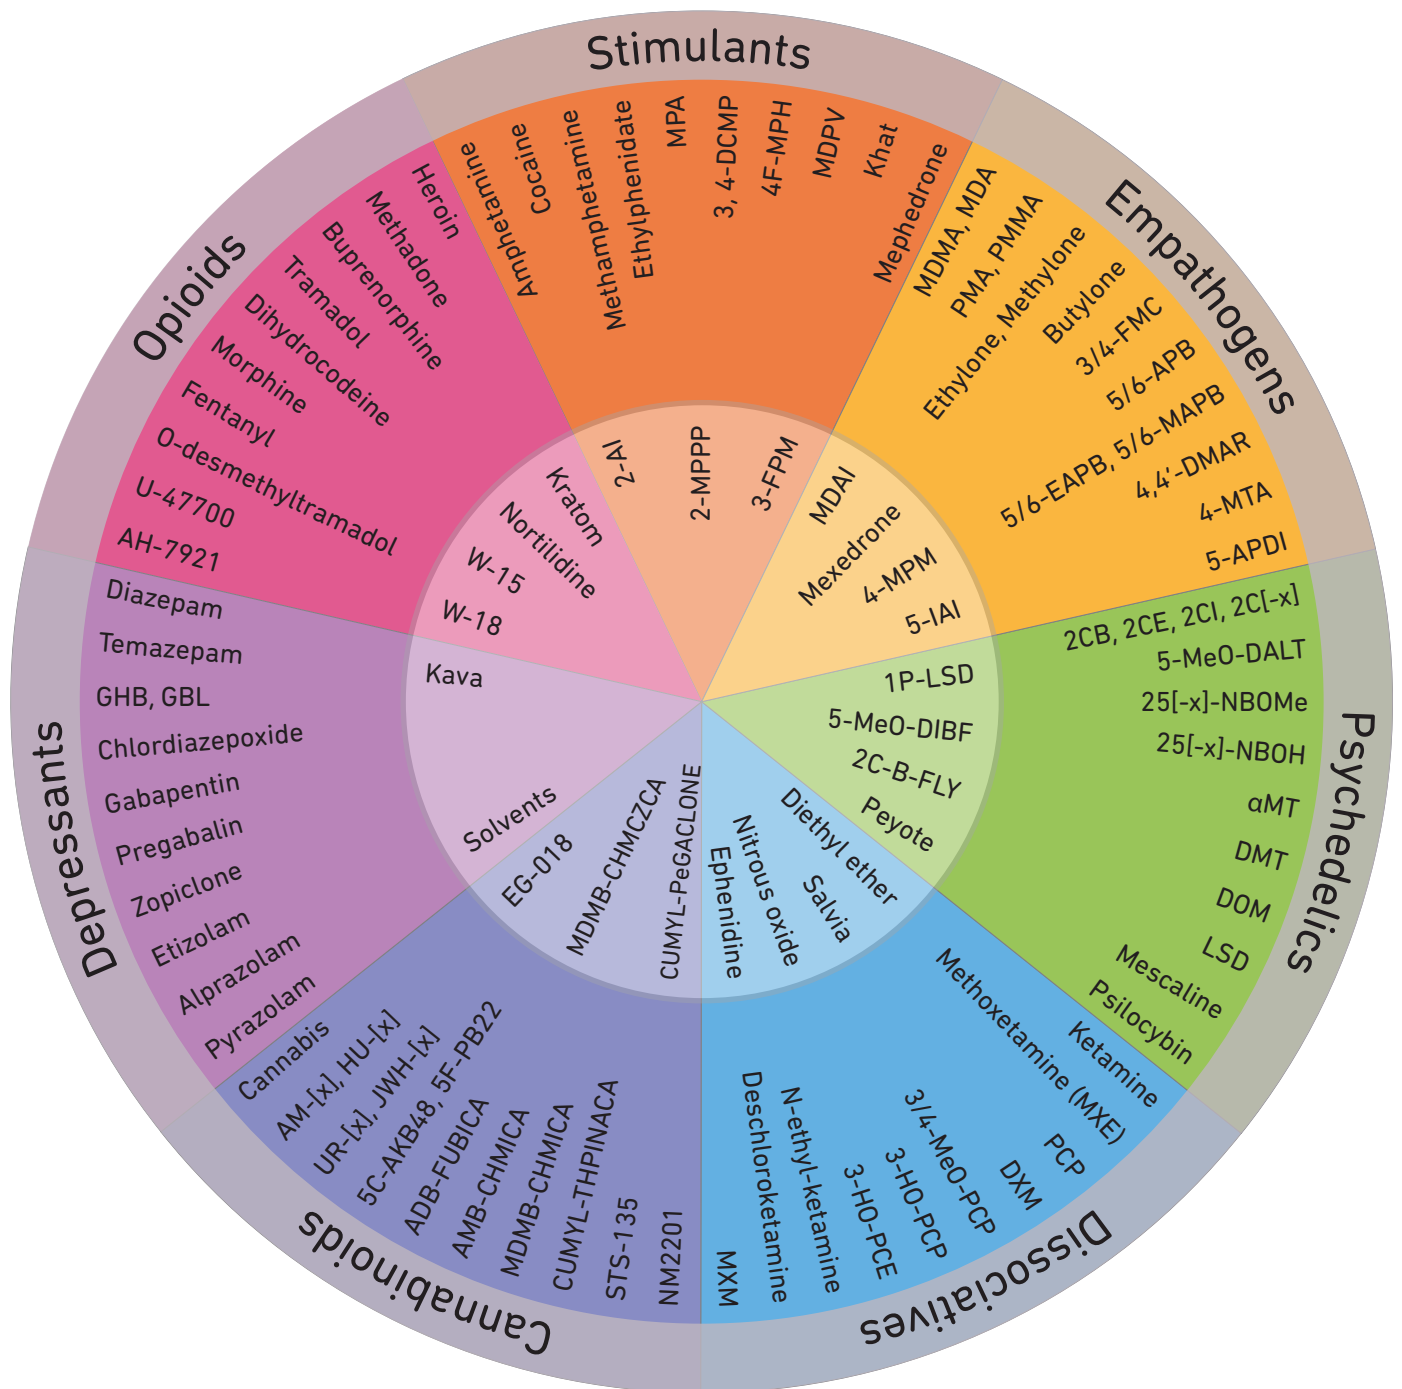 Stimulants
Amphetamine
Cocaine
Methamphetamine
Ethylphenidate
MPA
3, 4-DCMP
4F-MPH
MDPV
Khat
Mephedrone
2-AI
2-MPPP
3-FPM
Empathogens
MDMA, MDA
PMA, PMMA
Ethylone, Methylone
Butylone
3/4-FMC
5/6-APB
5/6-EAPB, 5/6-MAPB
4,4'-DMAR
4-MTA
5-APDI
MDAI
Mexedrone
4-MPM
5-IAI
Psychedelics
2CB, 2CE, 2CI, 2C[-x]
5-MeO-DALT
25[-x]-NBOMe
25[-x]-NBOH
αMT
DMT
DOM
LSD
Mescaline
Psilocybin
1P-LSD
5-MeO-DIBF
2C-B-FLY
Peyote
Dissociatives
Ketamine
Methoxetamine (MXE)
PCP
DXM
3/4-MeO-PCP
3-HO-PCP
3-HO-PCE
N-ethyl-ketamine
Deschloroketamine
MXM
Diethyl ether
Salvia
Nitrous oxide
Ephenidine
Cannabinoids
Cannabis
AM-[x], HU-[x]
UR-[x], JWH-[x]
5C-AKB48, 5F-PB22
ADB-FUBICA
AMB-CHMICA
MDMB-CHMICA
CUMYL-THPINACA
STS-135
NM2201
EG-018
MDMB-CHMCZCA
CUMYL-PeGACLONE
Depressants
Diazepam
Temazepam
GHB, GBL
Chlordiazepoxide
Gabapentin
Pregabalin
Zopiclone
Etizolam
Alprazolam
Pyrazolam
Kava
Solvents
Opioids
Heroin
Methadone
Buprenorphine
Tramadol
Dihydrocodeine
Morphine
Fentanyl
O-desmethyltramadol
U-47700
AH-7921
Kratom
Nortilidine
W-15
W-18